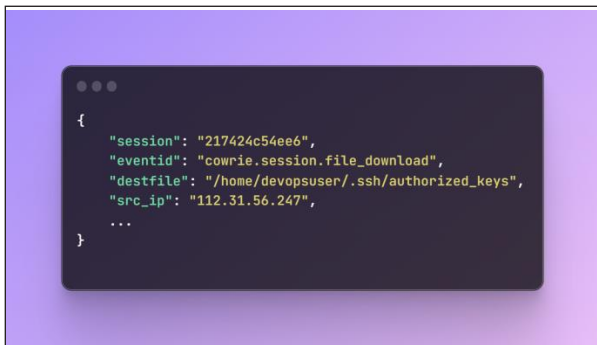 {
"session": "217424c54ee6",
"eventid": "cowrie.session.file_download",
"destfile": "/home/devopsuser/.ssh/authorized_keys",
"src_ip": "112.31.56.247",
...
}